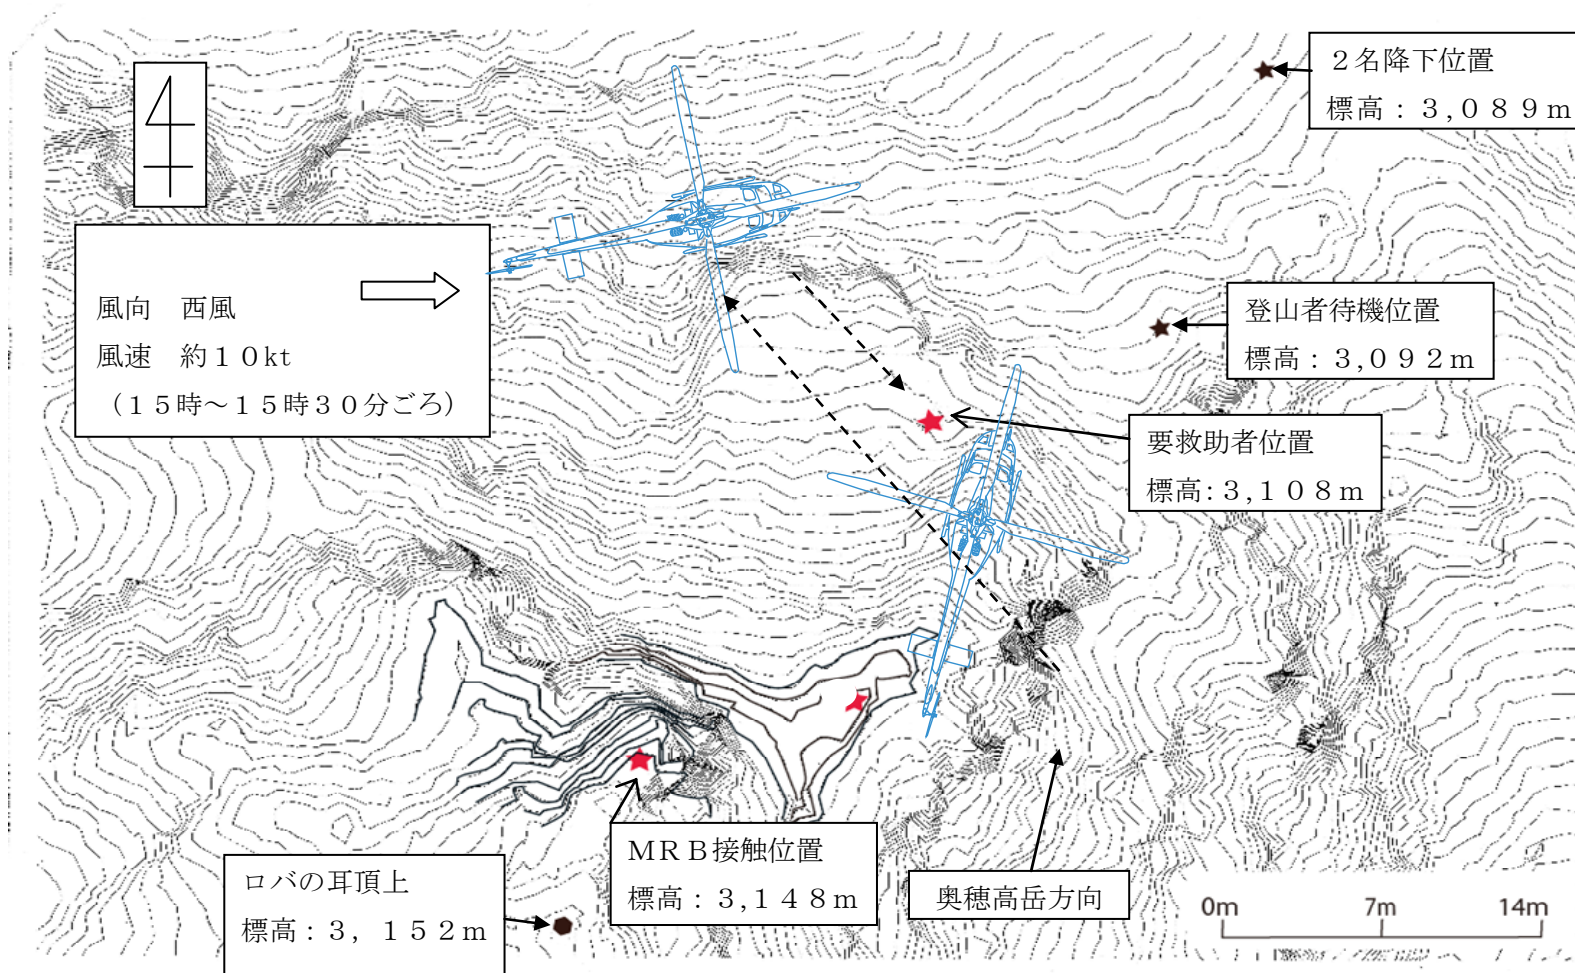 ２名降下位置
標高：３,０８９ｍ
風向　西風
風速　約１０kt
（１５時～１５時３０分ごろ）
登山者待機位置
標高：３,０９２ｍ
要救助者位置
標高：３,１０８ｍ
ＭＲＢ接触位置
標高：３,１４８ｍ
ロバの耳頂上
標高：３，１５２ｍ
奥穂高岳方向
0m 7m 14m